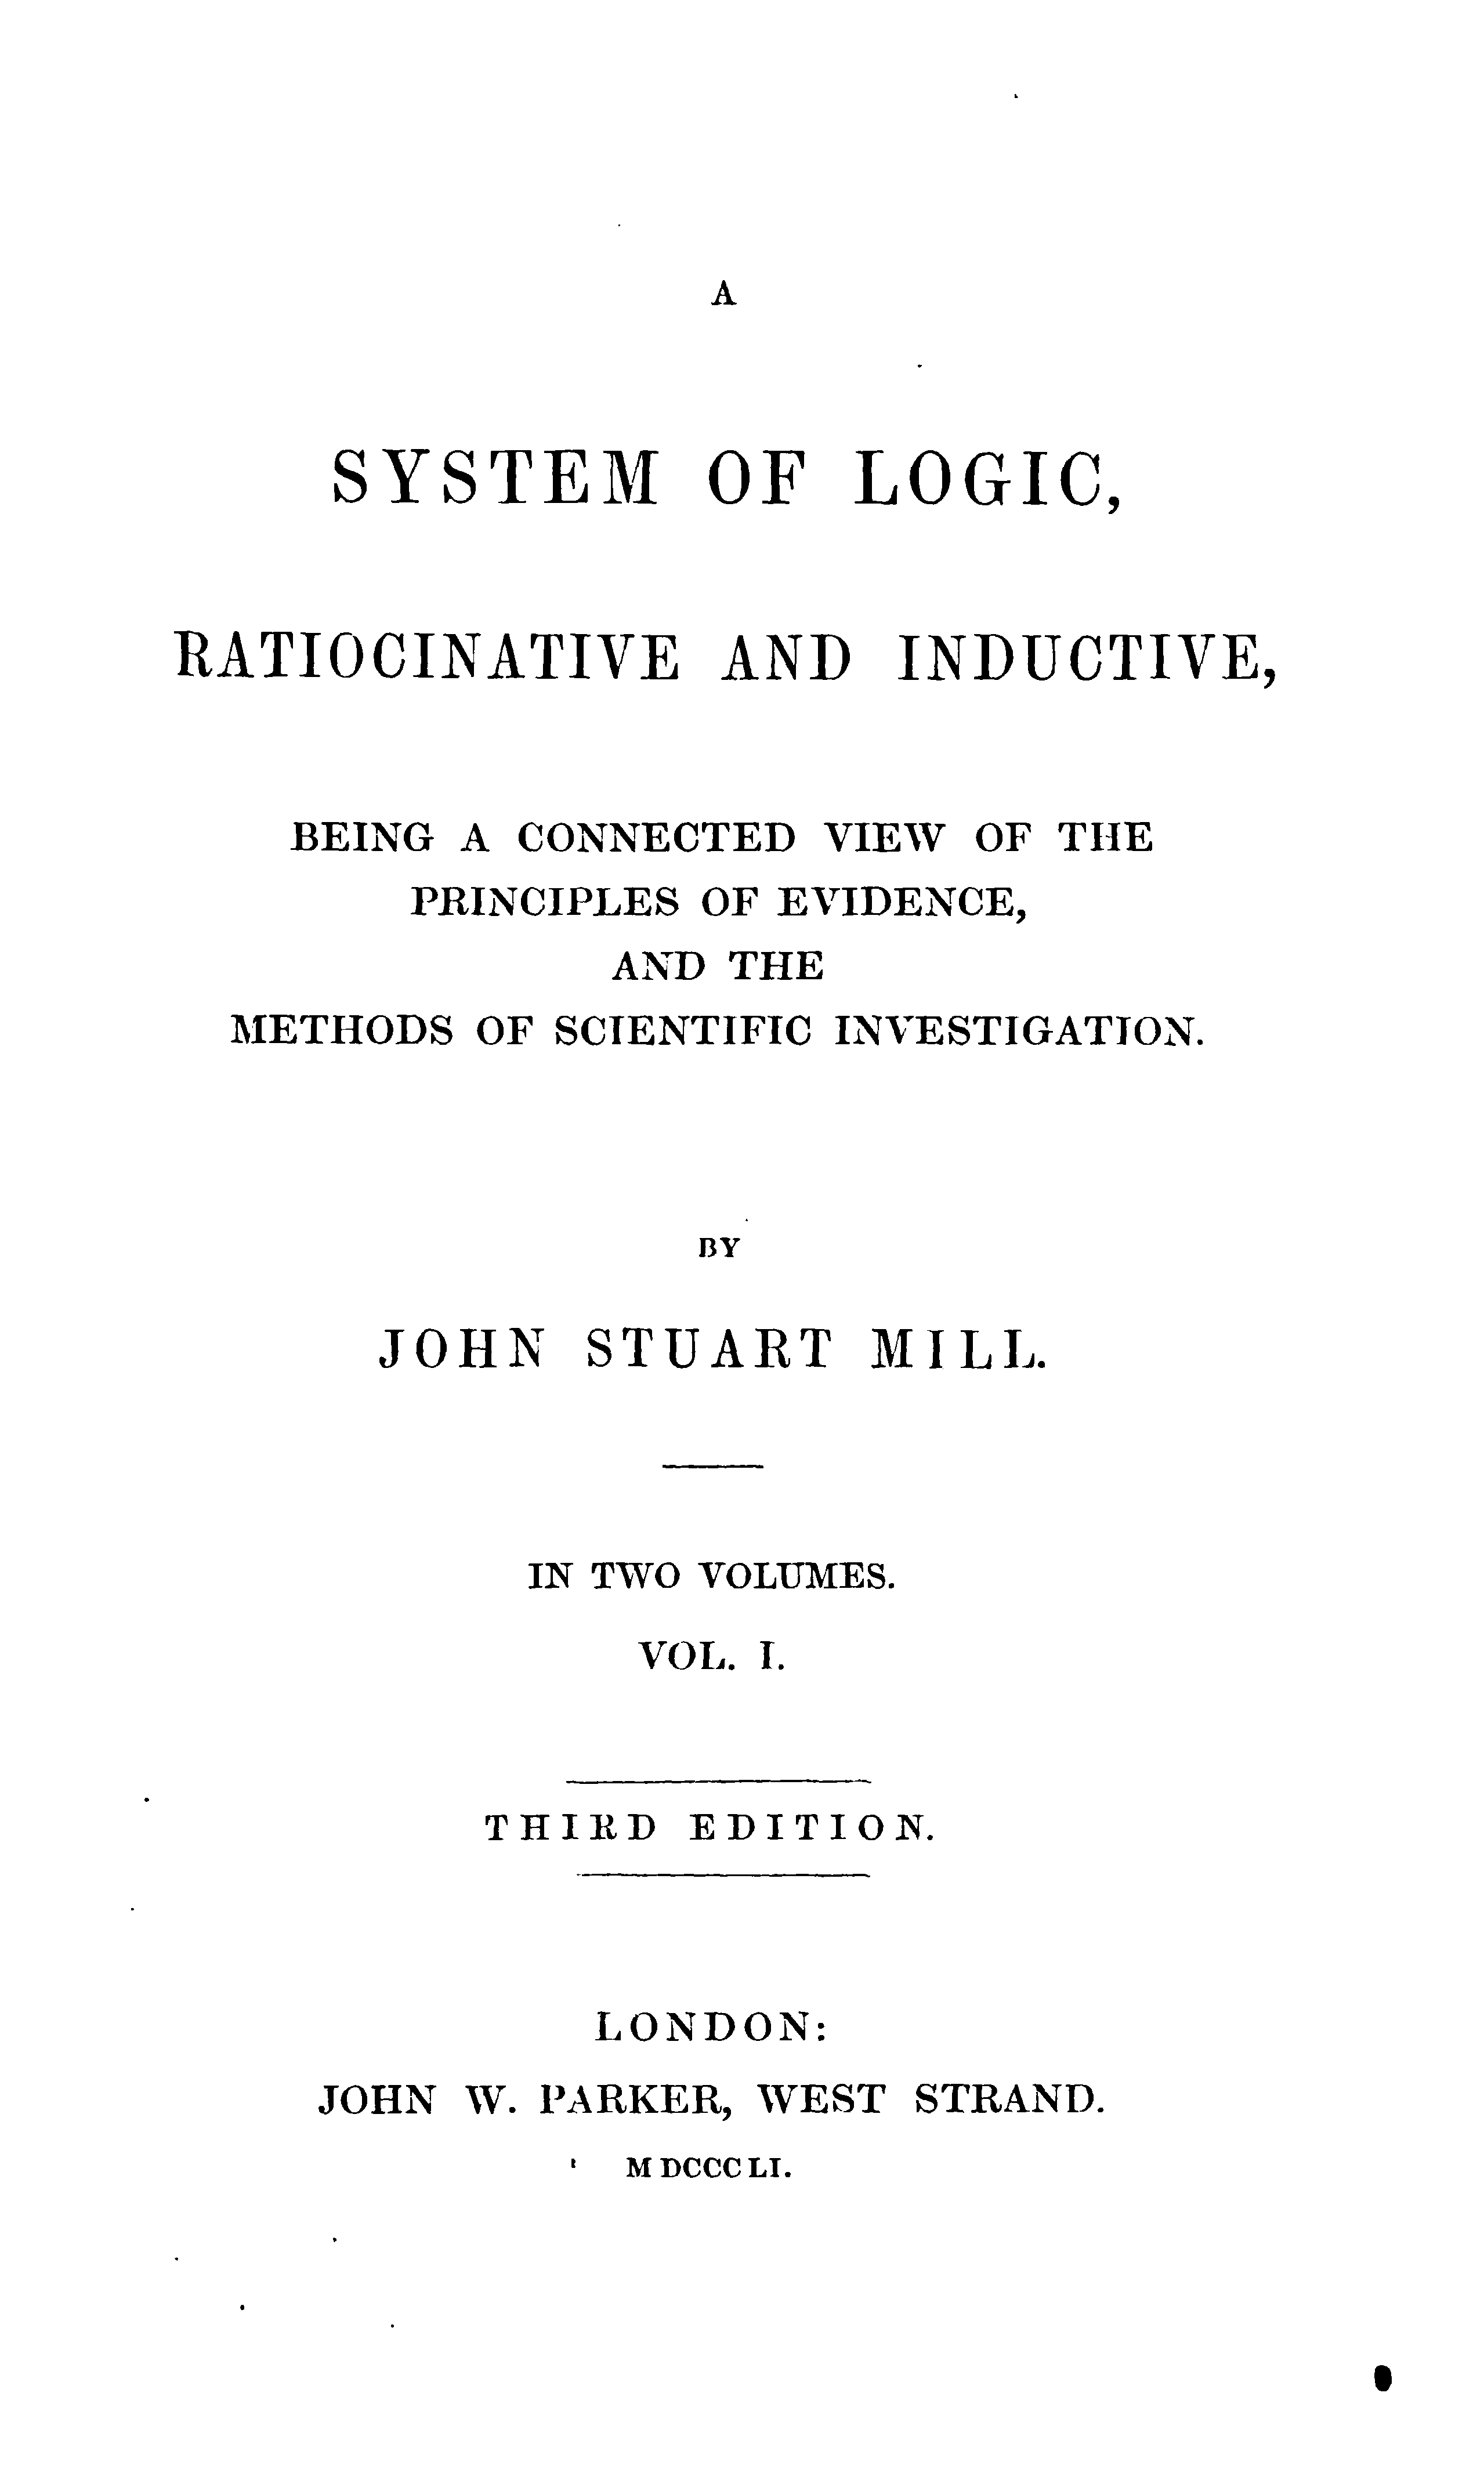 A
SYSTEM OF LOGIC,
RATIOCINATIVE AND INDUCTIVE,
BEING A CONNECTED VIEW OF THE
PRINCIPLES OF EVIDENCE,
AND THE
METHODS OF SCIENTIFIC INVESTIGATION.
BY
JOHN STUART MILL.
IN TWO VOLUMES.
VOL. I.
THIRD EDITION.
LONDON:
JOHN W. PARKER, WEST STRAND.
MDCCCLI.